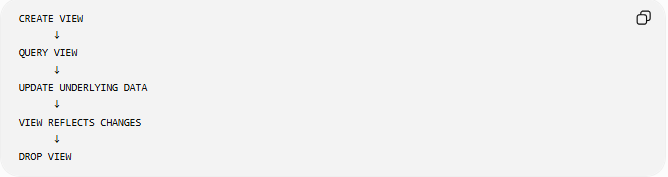 CREATE VIEW
↓
QUERY VIEW
↓
UPDATE UNDERLYING DATA
↓
VIEW REFLECTS CHANGES
↓
DROP VIEW